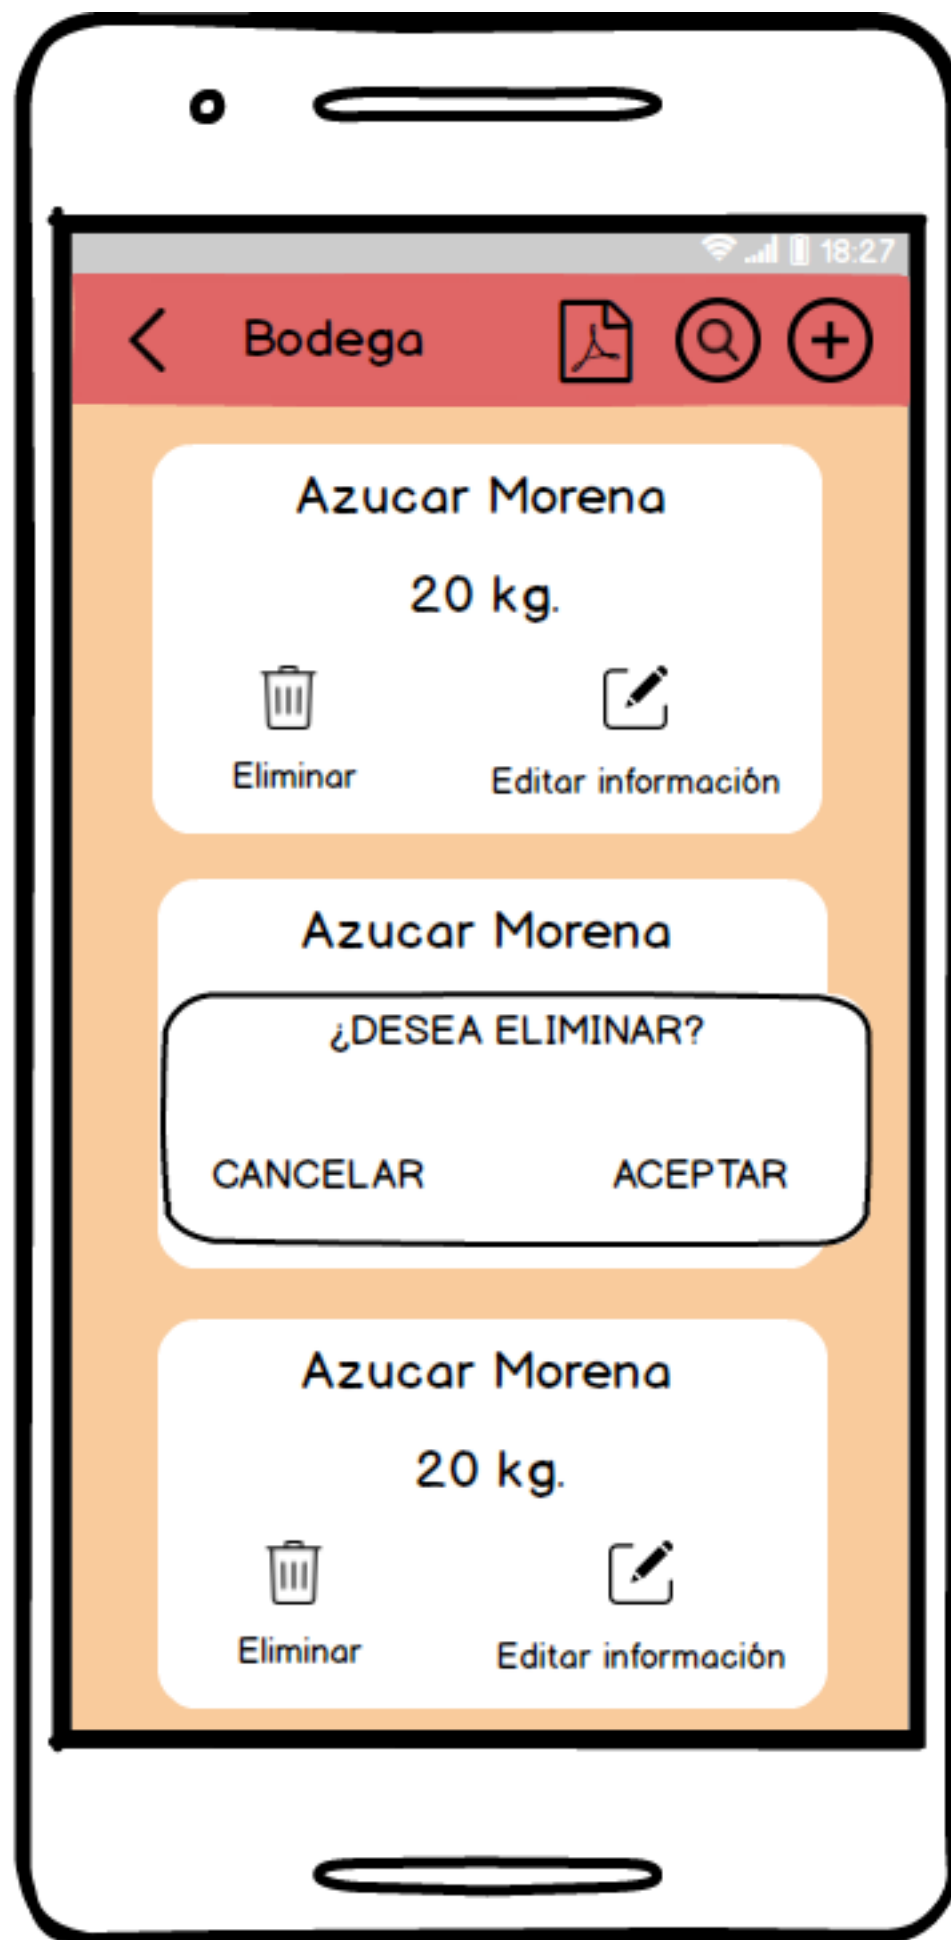 18:27
Bodega
Azucar Morena
20 kg.
Eliminar Editar información
Azucar Morena
¿DESEA ELIMINAR?
CANCELAR ACEPTAR
Azucar Morena
20 kg.
Eliminar Editar información